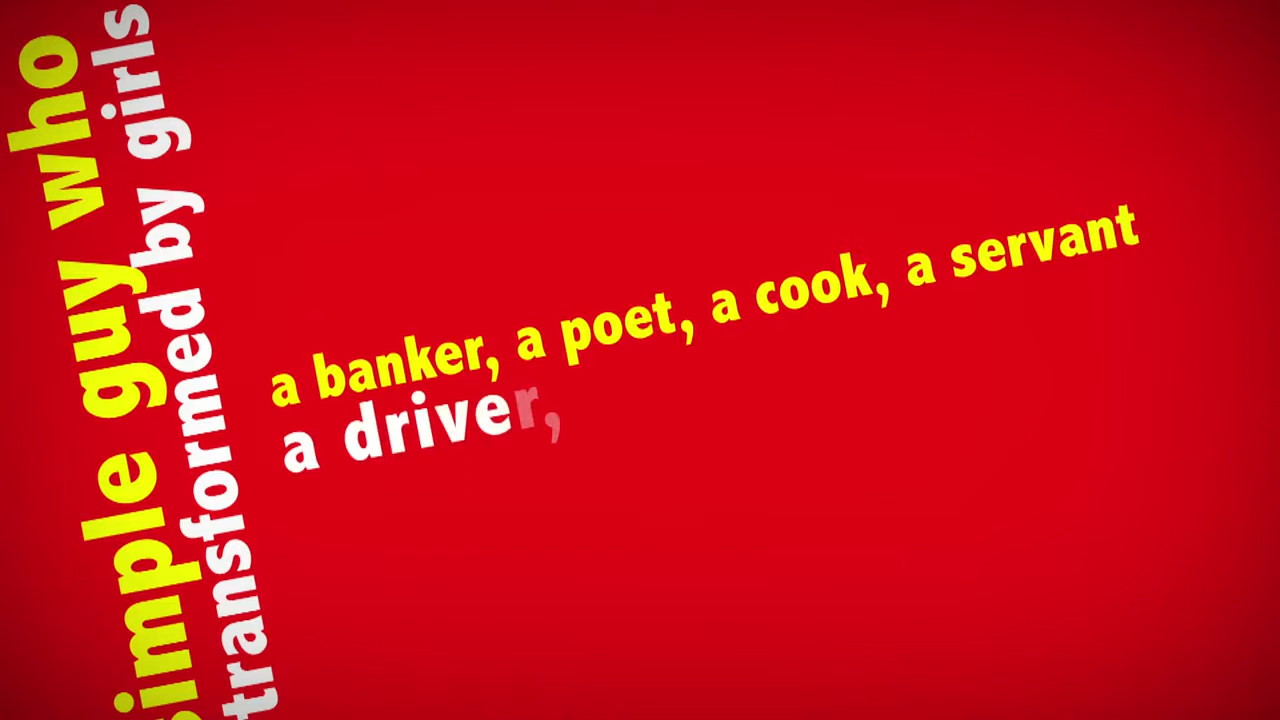 simple guy who
transformed by girls
a banker, a poet, a cook, a servant
a driver,